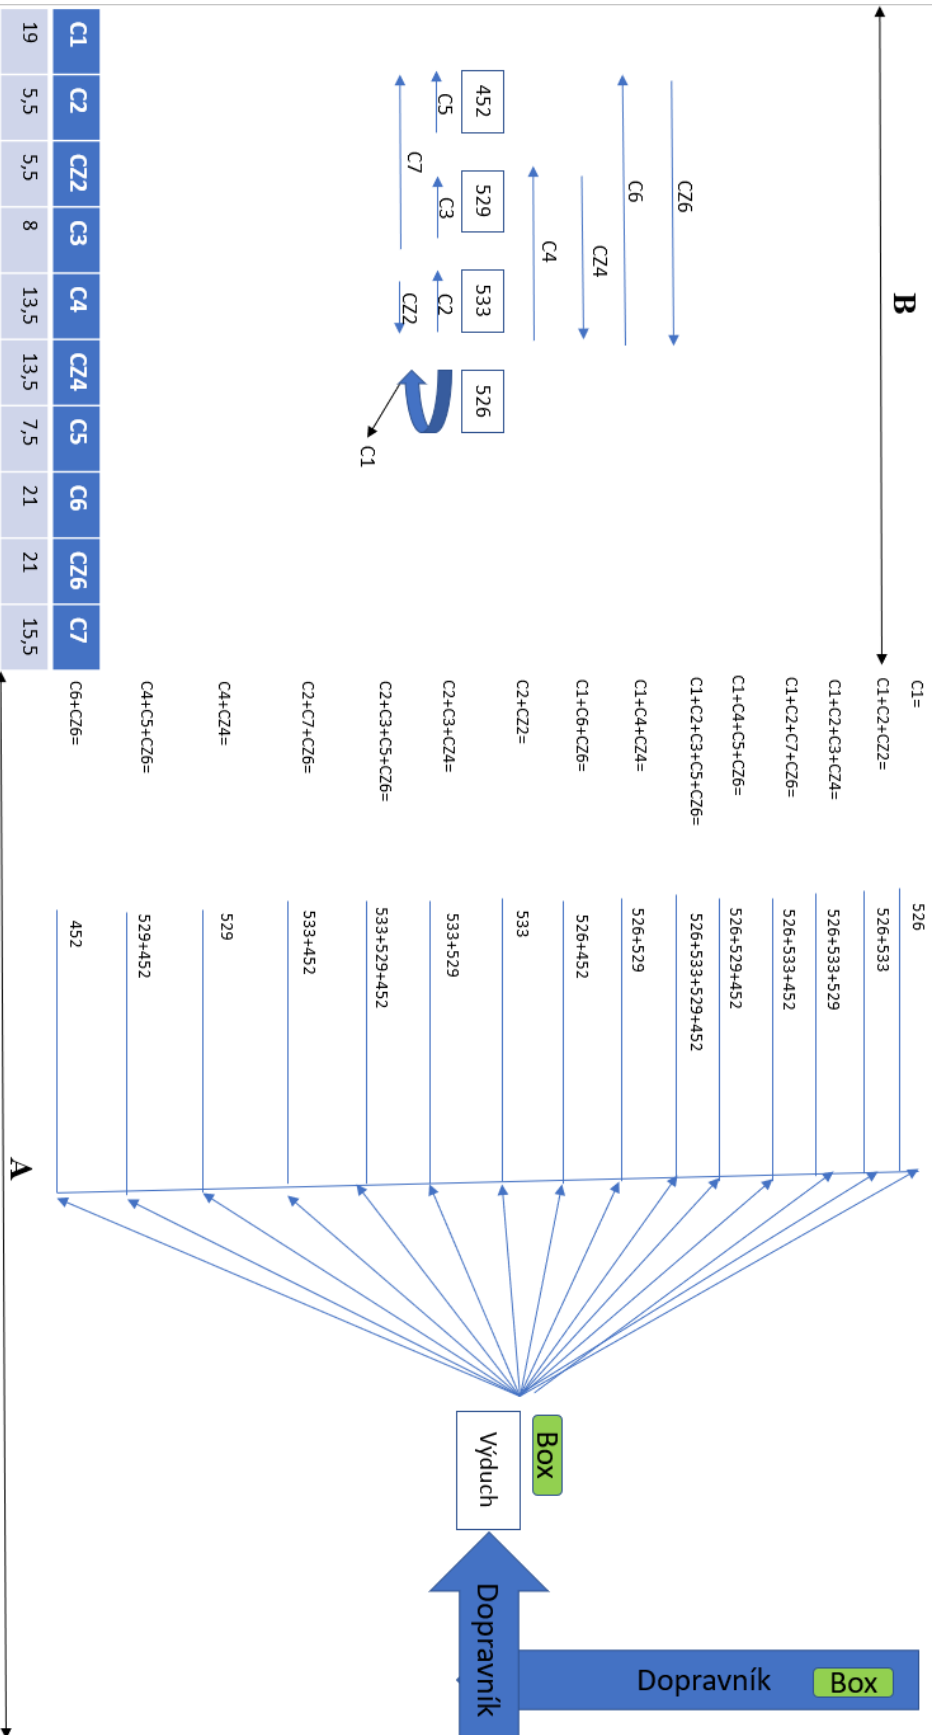 B
CZ6
C6
CZ4
C4
452 529 533 526
C5 C3 C2
C7 CZ2
C1
C1 C2 CZ2 C3 C4 CZ4 C5 C6 CZ6 C7
19 5,5 5,5 8 13,5 13,5 7,5 21 21 15,5
C1= 526
C1+C2+CZ2= 526+533
C1+C2+C3+CZ4= 526+533+529
C1+C2+C7+CZ6= 526+533+452
C1+C4+C5+CZ6= 526+529+452
C1+C2+C3+C5+CZ6= 526+533+529+452
C1+C4+CZ4= 526+529
C1+C6+CZ6= 526+452
C2+CZ2= 533
C2+C3+CZ4= 533+529
C2+C3+C5+CZ6= 533+529+452
C2+C7+CZ6= 533+452
C4+CZ4= 529
C4+C5+CZ6= 529+452
C6+CZ6= 452
A
Box
Výduch
Dopravník
Dopravník
Box